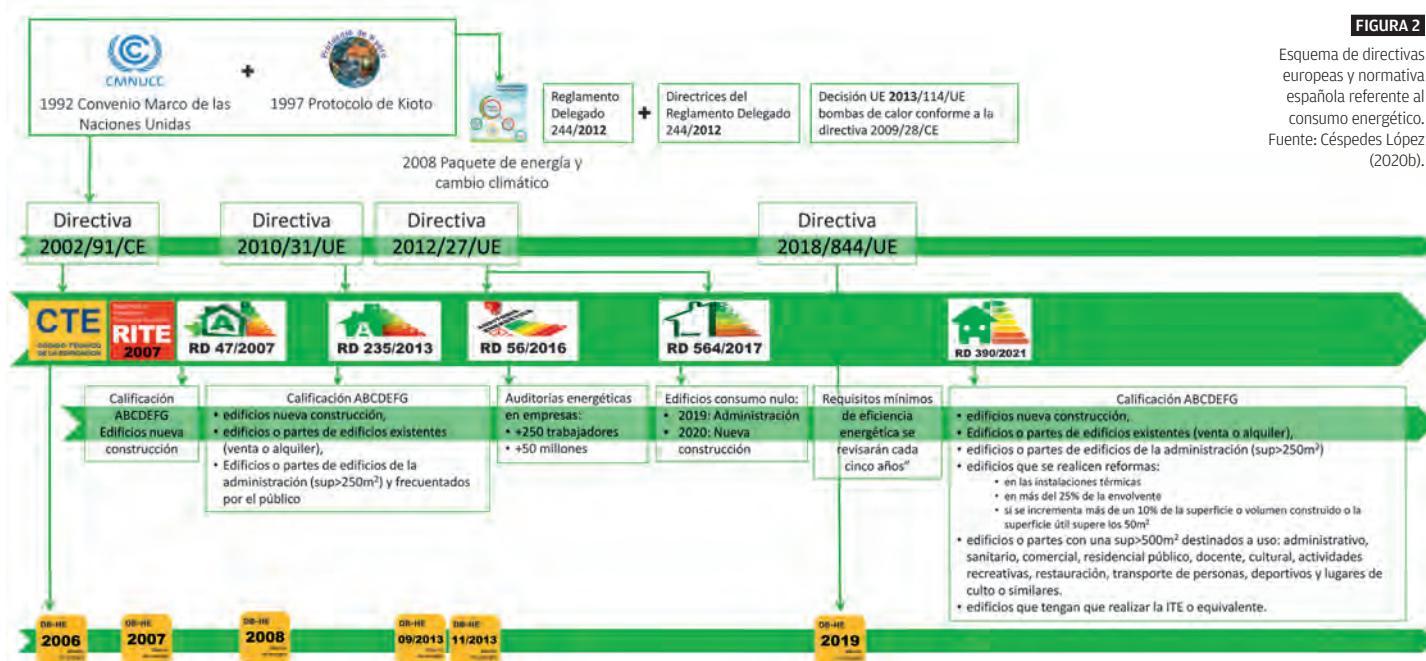 FIGURA 2
Esquema de directivas
europeas y normativa
española referente al
consumo energético.
Fuente: Céspedes López
(2020b).
CMNUCC
+
Protocolo de Kyoto
1992 Convenio Marco de las
Naciones Unidas
1997 Protocolo de Kioto
2008 Paquete de energía y
cambio climático
Reglamento
Delegado
244/2012
+
Directrices del
Reglamento Delegado
244/2012
Decisión UE 2013/114/UE
bombas de calor conforme a la
directiva 2009/28/CE
Directiva
2002/91/CE
Directiva
2010/31/UE
Directiva
2012/27/UE
Directiva
2018/844/UE
CTE
CÓDIGO TÉCNICO
DE LA EDIFICACIÓN
RITE
2007
A
RD 47/2007
A
RD 235/2013
RD 56/2016
RD 564/2017
RD 390/2021
Calificación
ABCDEFG
Edificios nueva
construcción
Calificación ABCDEFG
• edificios nueva construcción,
• edificios o partes de edificios existentes
(venta o alquiler),
• Edificios o partes de edificios de la
administración (sup>250m²) y frecuentados
por el público
Auditorías energéticas
en empresas:
• +250 trabajadores
• +50 millones
Edificios consumo nulo:
• 2019: Administración
• 2020: Nueva
construcción
Requisitos mínimos
de eficiencia
energética se
revisarán cada
cinco años"
Calificación ABCDEFG
• edificios nueva construcción,
• Edificios o partes de edificios existentes (venta o alquiler),
• edificios o partes de edificios de la administración (sup>250m²)
• edificios que se realicen reformas:
• en las instalaciones térmicas
• en más del 25% de la envolvente
• si se incrementa más de un 10% de la superficie o volumen construido o la
superficie útil supere los 50m²
• edificios o partes con una sup>500m² destinados a uso: administrativo,
sanitario, comercial, residencial público, docente, cultural, actividades
recreativas, restauración, transporte de personas, deportivos y lugares de
culto o similares.
• edificios que tengan que realizar la ITE o equivalente.
DB-HE
2006
DB-HE
2007
DB-HE
2008
DB-HE
09/2013
DB-HE
11/2013
DB-HE
2019